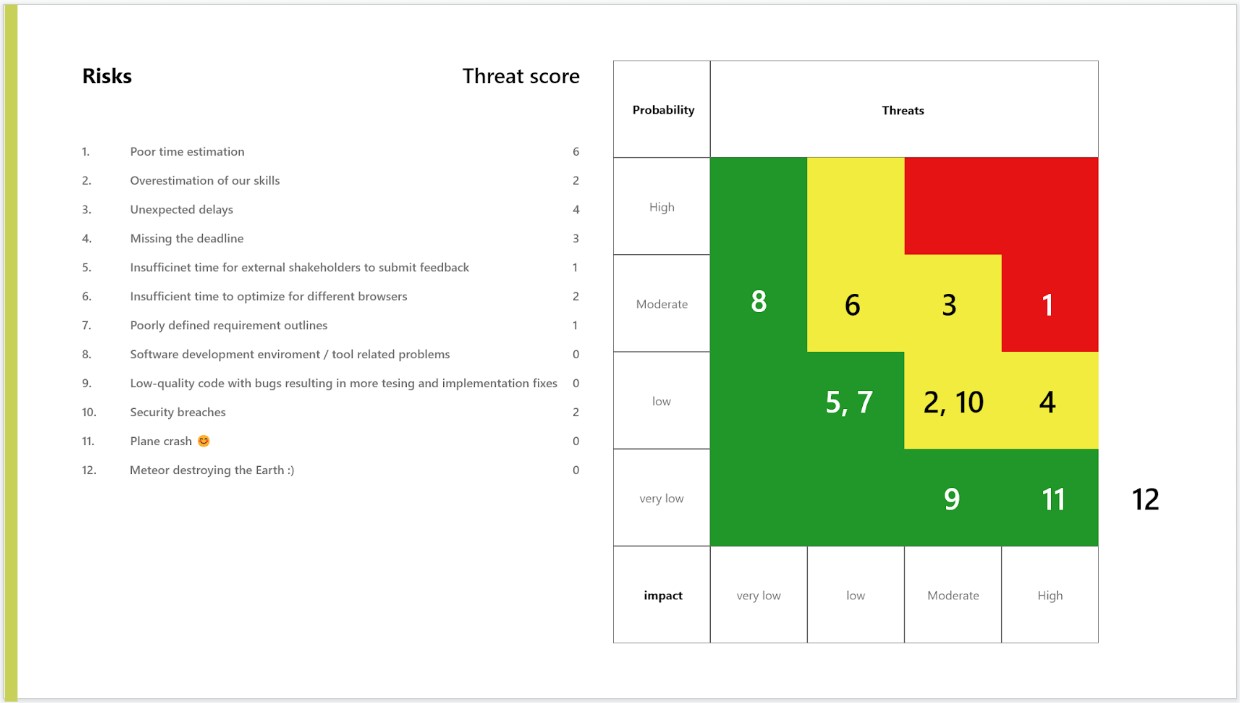 Risks Threat score
1. Poor time estimation 6
2. Overestimation of our skills 2
3. Unexpected delays 4
4. Missing the deadline 3
5. Insufficinet time for external shakeholders to submit feedback 1
6. Insufficient time to optimize for different browsers 2
7. Poorly defined requirement outlines 1
8. Software development enviroment / tool related problems 0
9. Low-quality code with bugs resulting in more tesing and implementation fixes 0
10. Security breaches 2
11. Plane crash 😊 0
12. Meteor destroying the Earth :) 0
Probability Threats
High
Moderate 8 6 3 1
low 5, 7 2, 10 4
very low 9 11 12
impact very low low Moderate High